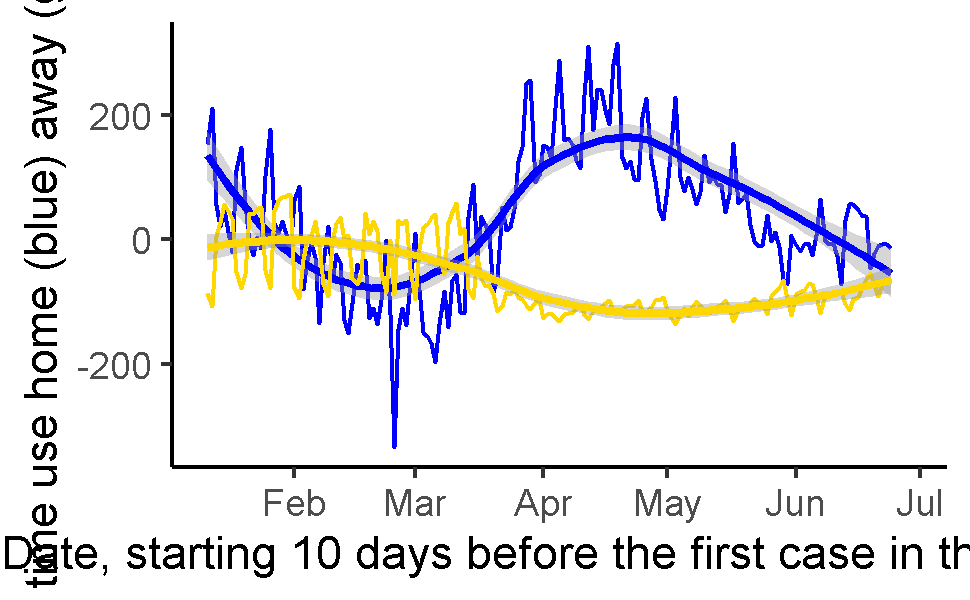 time use home (blue) away (
200
0
-200
Feb Mar Apr May Jun Jul
Date, starting 10 days before the first case in th